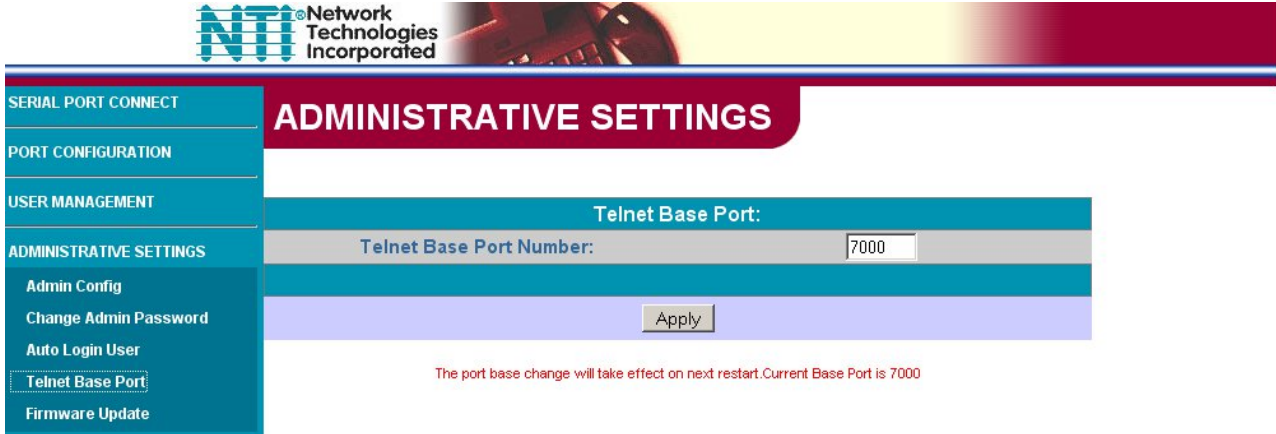 NTI® Network
Technologies
Incorporated
SERIAL PORT CONNECT
PORT CONFIGURATION
USER MANAGEMENT
ADMINISTRATIVE SETTINGS
Admin Config
Change Admin Password
Auto Login User
Telnet Base Port
Firmware Update
ADMINISTRATIVE SETTINGS
Telnet Base Port:
Telnet Base Port Number: 7000
Apply
The port base change will take effect on next restart.Current Base Port is 7000